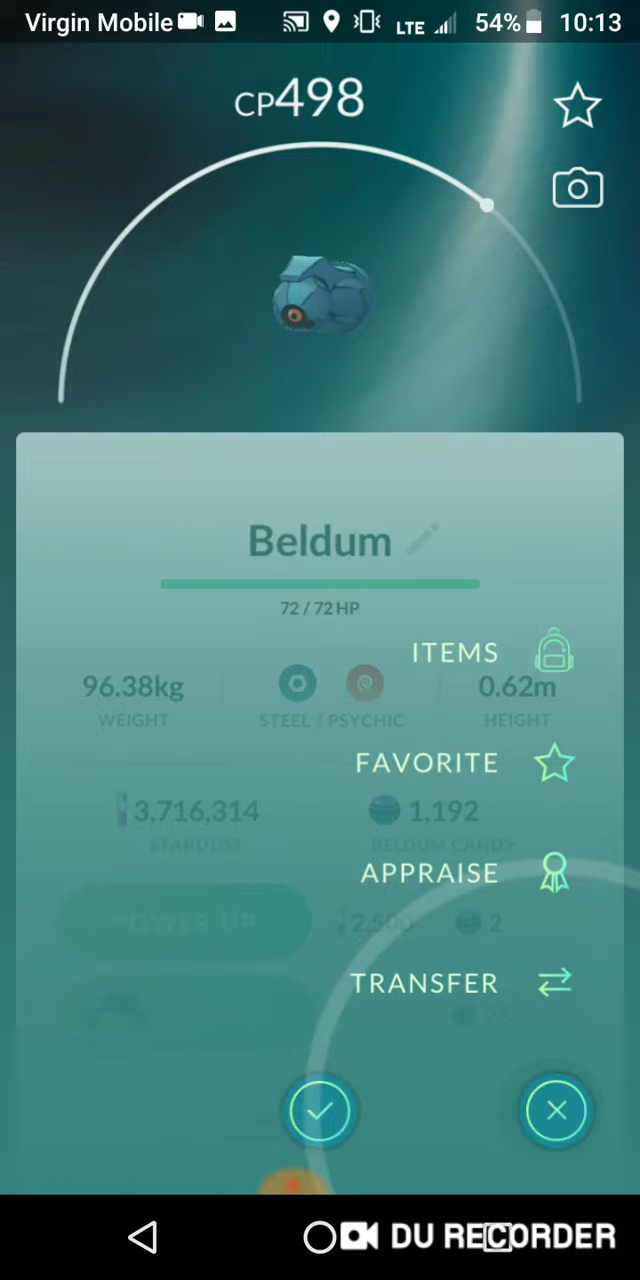 Virgin Mobile LTE 54% 10:13
CP498
Beldum
72 / 72 HP
ITEMS
96.38kg
0.62m
WEIGHT
STEEL / PSYCHIC
HEIGHT
FAVORITE
3,716,314
1,192
STARDUST
BELDUM CANDY
APPRAISE
POWER UP
2,500
2
TRANSFER
25
DU RECORDER